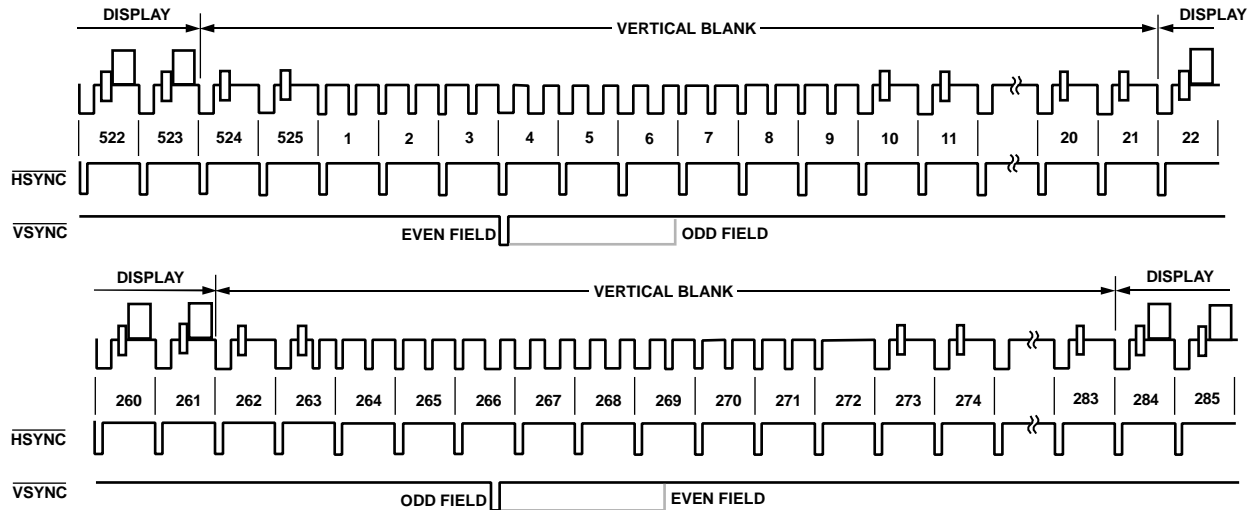 DISPLAY VERTICAL BLANK DISPLAY
522 523 524 525 1 2 3 4 5 6 7 8 9 10 11 20 21 22
HSYNC
VSYNC EVEN FIELD ODD FIELD
DISPLAY VERTICAL BLANK DISPLAY
260 261 262 263 264 265 266 267 268 269 270 271 272 273 274 283 284 285
HSYNC
VSYNC ODD FIELD EVEN FIELD